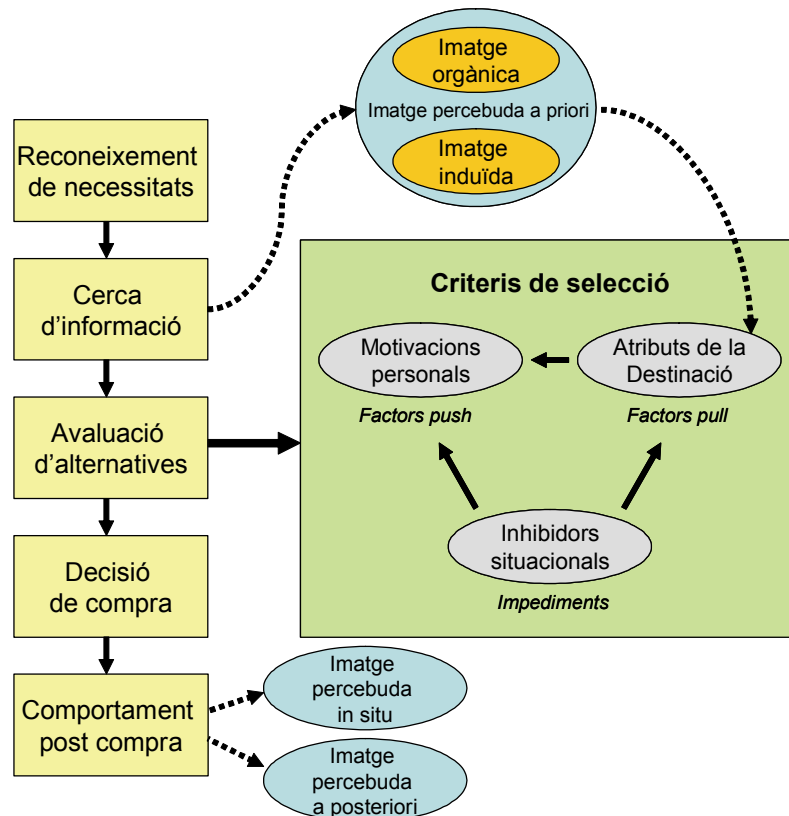 Imatge
orgànica
Imatge percebuda a priori
Imatge
induïda
Reconeixement
de necessitats
Cerca
d’informació
Avaluació
d’alternatives
Decisió
de compra
Comportament
post compra
Criteris de selecció
Motivacions
personals
Factors push
Atributs de la
Destinació
Factors pull
Inhibidors
situacionals
Impediments
Imatge
percebuda
in situ
Imatge
percebuda
a posteriori